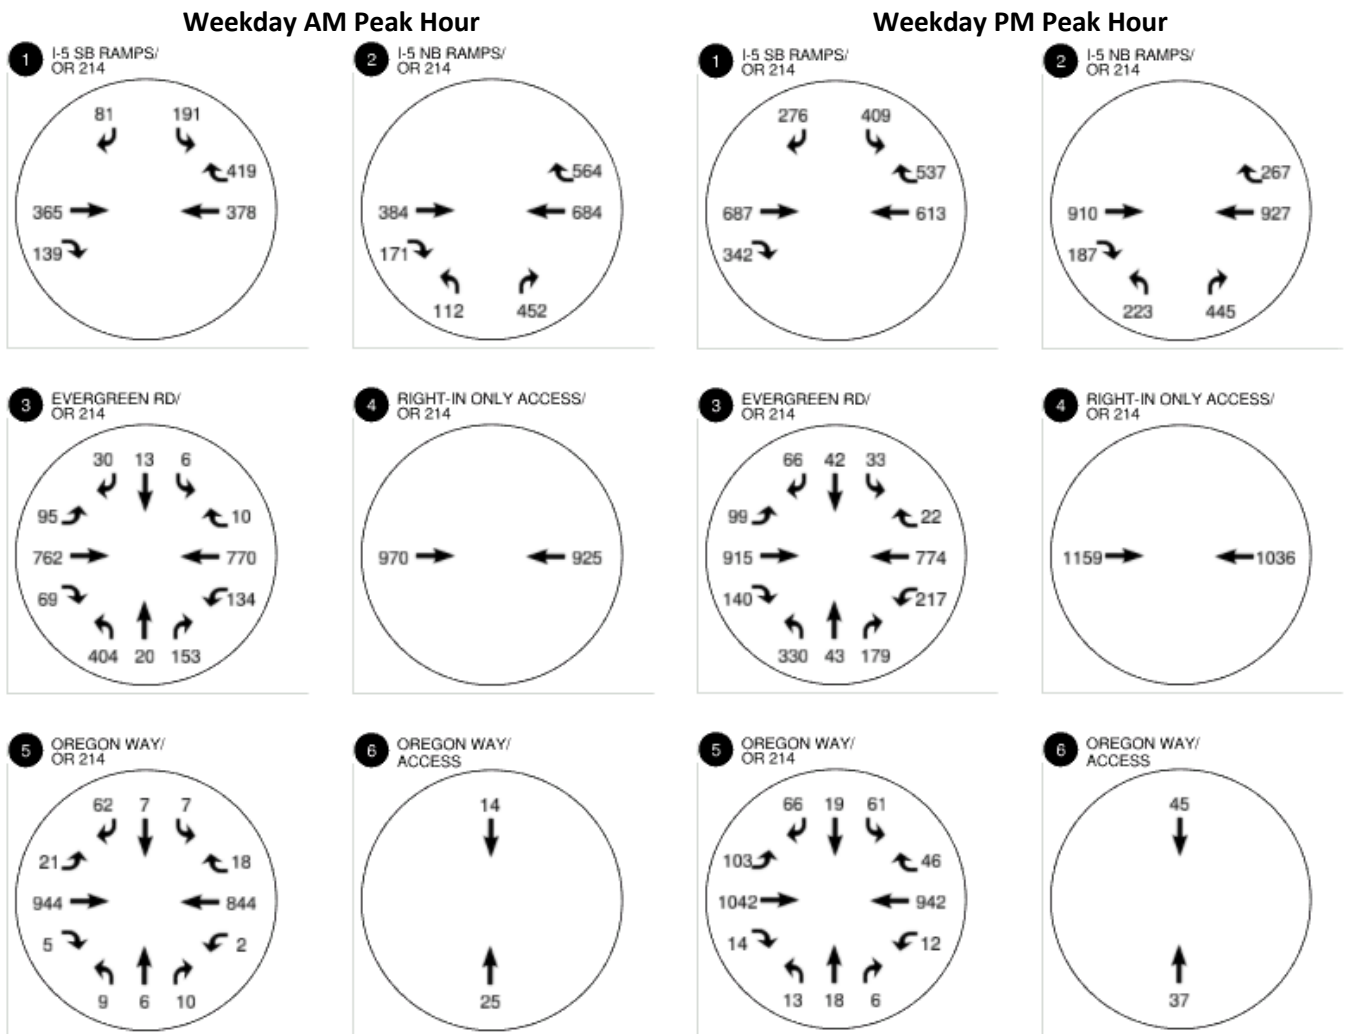 Weekday AM Peak Hour
Weekday PM Peak Hour
1 I-5 SB RAMPS/
OR 214
81 191
419
365 378
139
2 I-5 NB RAMPS/
OR 214
564
384 684
171
112 452
1 I-5 SB RAMPS/
OR 214
276 409
537
687 613
342
2 I-5 NB RAMPS/
OR 214
267
910 927
187
223 445
3 EVERGREEN RD/
OR 214
30 13 6
95 10
762 770
69 134
404 20 153
4 RIGHT-IN ONLY ACCESS/
OR 214
970 925
3 EVERGREEN RD/
OR 214
66 42 33
99 22
915 774
140 217
330 43 179
4 RIGHT-IN ONLY ACCESS/
OR 214
1159 1036
5 OREGON WAY/
OR 214
62 7 7
21 18
944 844
5 2
9 6 10
6 OREGON WAY/
ACCESS
14
25
5 OREGON WAY/
OR 214
66 19 61
103 46
1042 942
14 12
13 18 6
6 OREGON WAY/
ACCESS
45
37